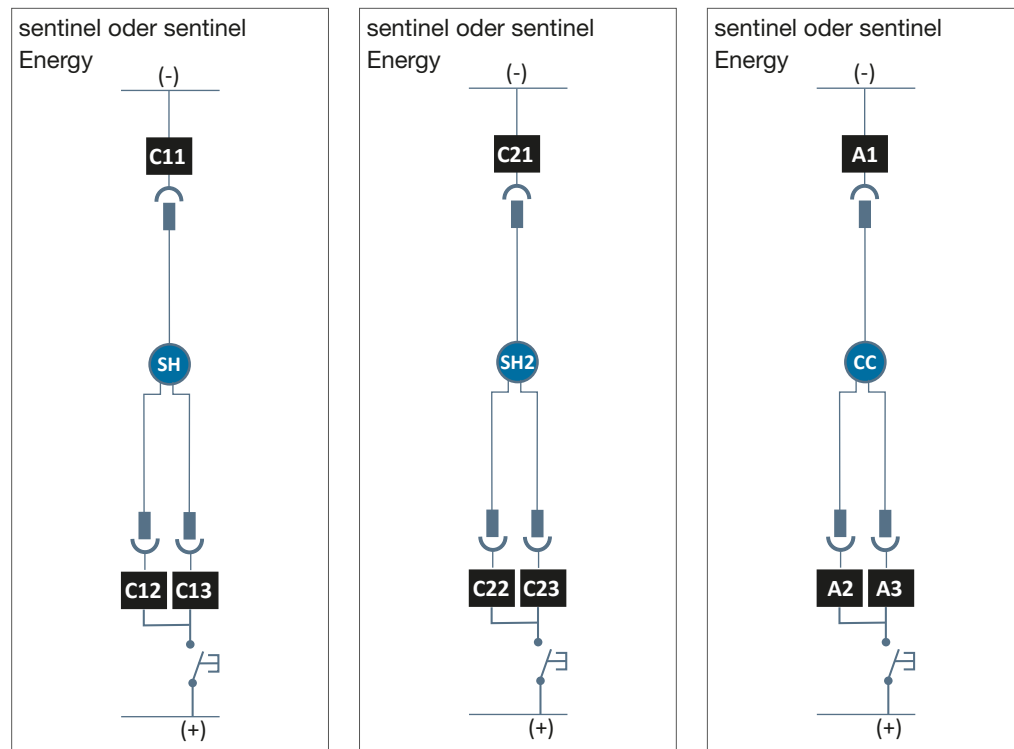 sentinel oder sentinel
Energy
(-)
C11
SH
C12 C13
(+)
sentinel oder sentinel
Energy
(-)
C21
SH2
C22 C23
(+)
sentinel oder sentinel
Energy
(-)
A1
CC
A2 A3
(+)